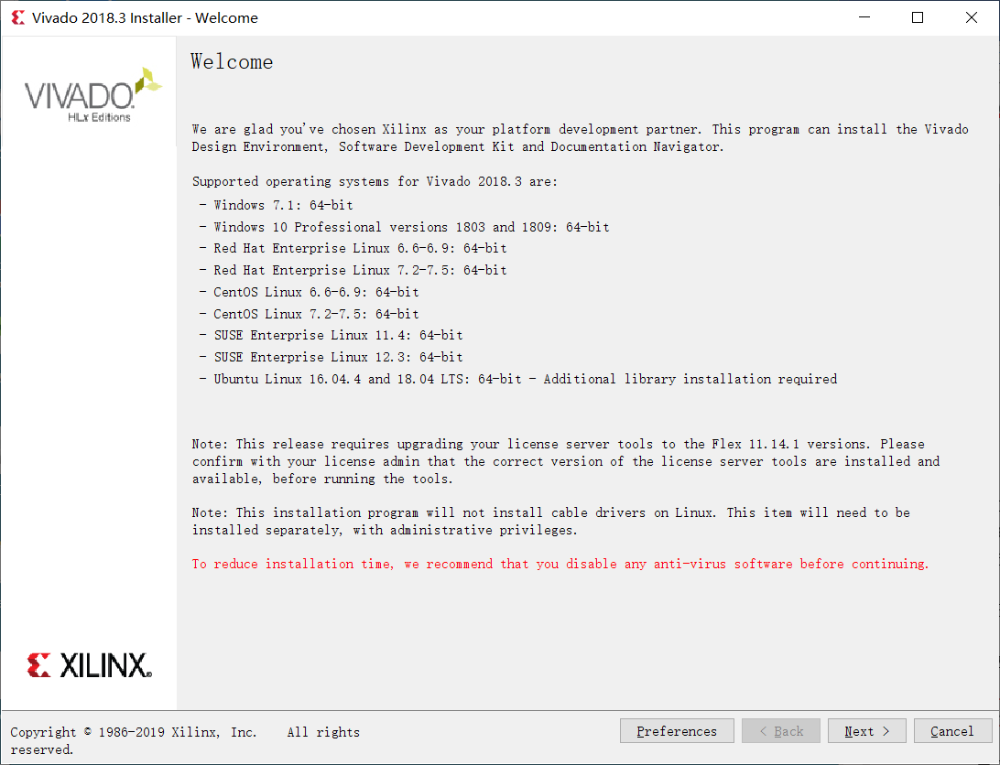 Vivado 2018.3 Installer - Welcome
VIVADO.
HLx Editions
Welcome
We are glad you've chosen Xilinx as your platform development partner. This program can install the Vivado
Design Environment, Software Development Kit and Documentation Navigator.
Supported operating systems for Vivado 2018.3 are:
- Windows 7.1: 64-bit
- Windows 10 Professional versions 1803 and 1809: 64-bit
- Red Hat Enterprise Linux 6.6-6.9: 64-bit
- Red Hat Enterprise Linux 7.2-7.5: 64-bit
- CentOS Linux 6.6-6.9: 64-bit
- CentOS Linux 7.2-7.5: 64-bit
- SUSE Enterprise Linux 11.4: 64-bit
- SUSE Enterprise Linux 12.3: 64-bit
- Ubuntu Linux 16.04.4 and 18.04 LTS: 64-bit - Additional library installation required
Note: This release requires upgrading your license server tools to the Flex 11.14.1 versions. Please
confirm with your license admin that the correct version of the license server tools are installed and
available, before running the tools.
Note: This installation program will not install cable drivers on Linux. This item will need to be
installed separately, with administrative privileges.
To reduce installation time, we recommend that you disable any anti-virus software before continuing.
XILINX®
Copyright © 1986-2019 Xilinx, Inc. All rights
reserved.
Preferences
< Back
Next >
Cancel